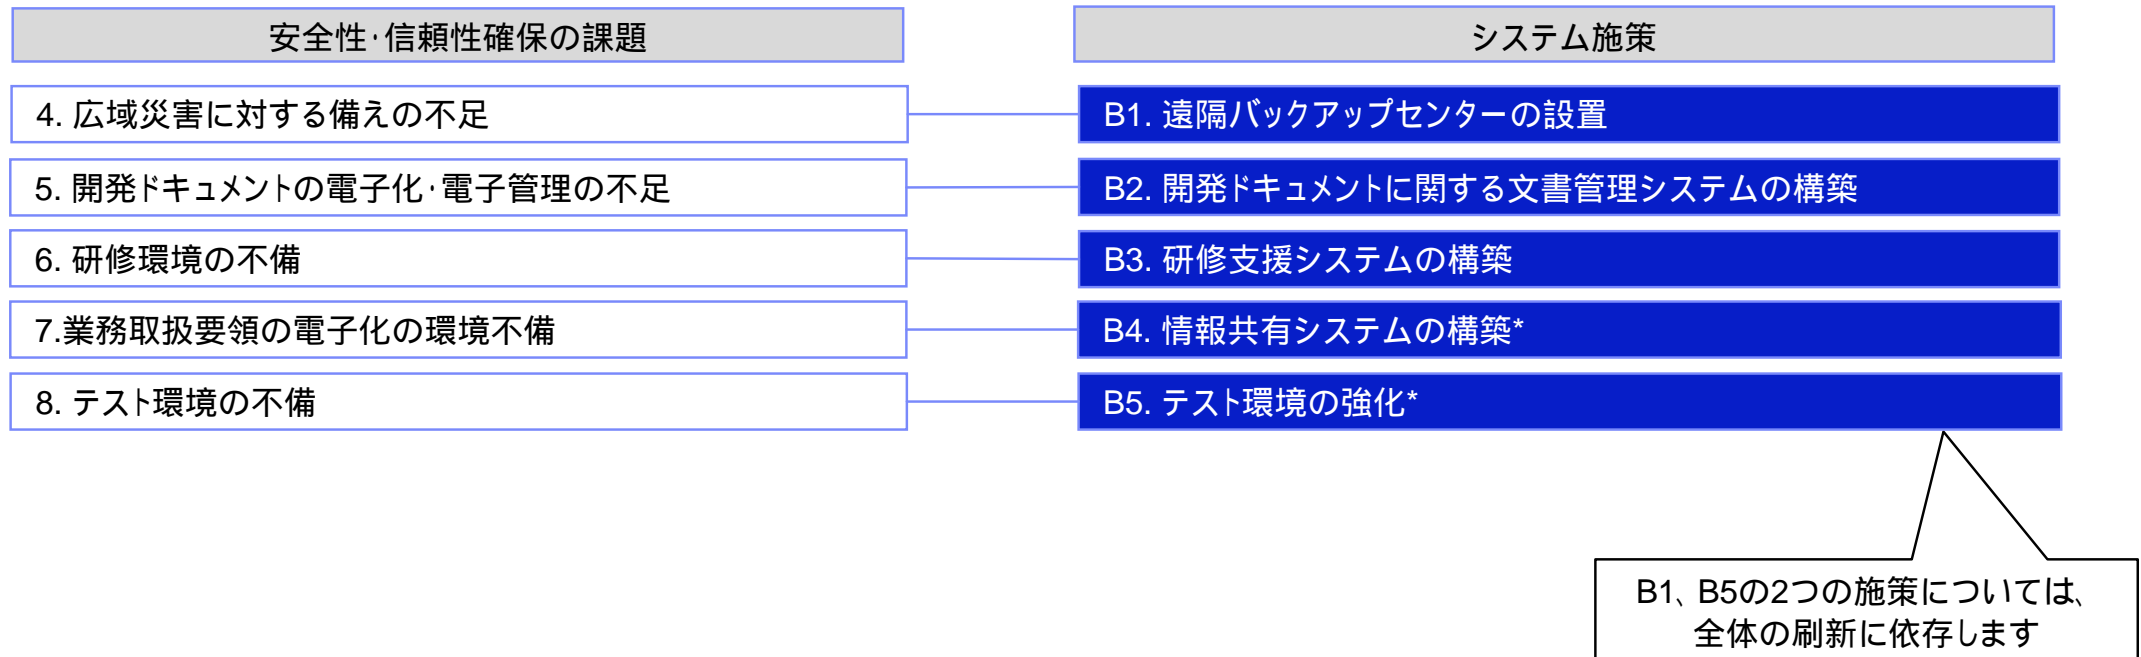 安全性・信頼性確保の課題
システム施策
4. 広域災害に対する備えの不足
B1. 遠隔バックアップセンターの設置
5. 開発ドキュメントの電子化・電子管理の不足
B2. 開発ドキュメントに関する文書管理システムの構築
6. 研修環境の不備
B3. 研修支援システムの構築
7.業務取扱要領の電子化の環境不備
B4. 情報共有システムの構築*
8. テスト環境の不備
B5. テスト環境の強化*
B1、B5の2つの施策については、
全体の刷新に依存します